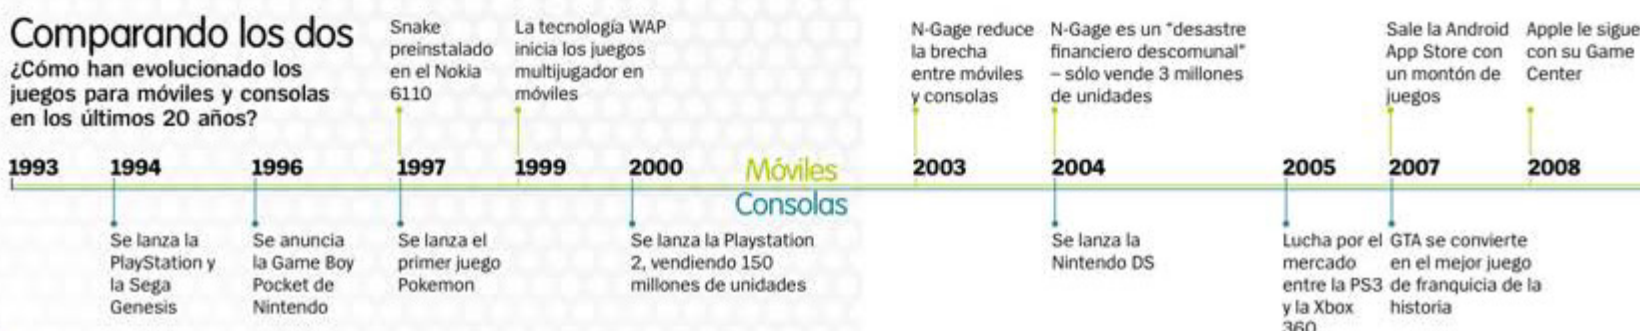 Comparando los dos
¿Cómo han evolucionado los
juegos para móviles y consolas
en los últimos 20 años?
Snake
preinstalado
en el Nokia
6110
La tecnología WAP
inicia los juegos
multijugador en
móviles
N-Gage reduce
la brecha
entre móviles
y consolas
N-Gage es un "desastre
financiero descomunal"
– sólo vende 3 millones
de unidades
Sale la Android
App Store con
un montón de
juegos
Apple le sigue
con su Game
Center
1993 1994 1996 1997 1999 2000 Móviles 2003 2004 2005 2007 2008
Consolas
Se lanza la
PlayStation y
la Sega
Genesis
Se anuncia
la Game Boy
Pocket de
Nintendo
Se lanza el
primer juego
Pokemon
Se lanza la Playstation
2, vendiendo 150
millones de unidades
Se lanza la
Nintendo DS
Lucha por el
mercado
entre la PS3
y la Xbox
360
GTA se convierte
en el mejor juego
de franquicia de la
historia